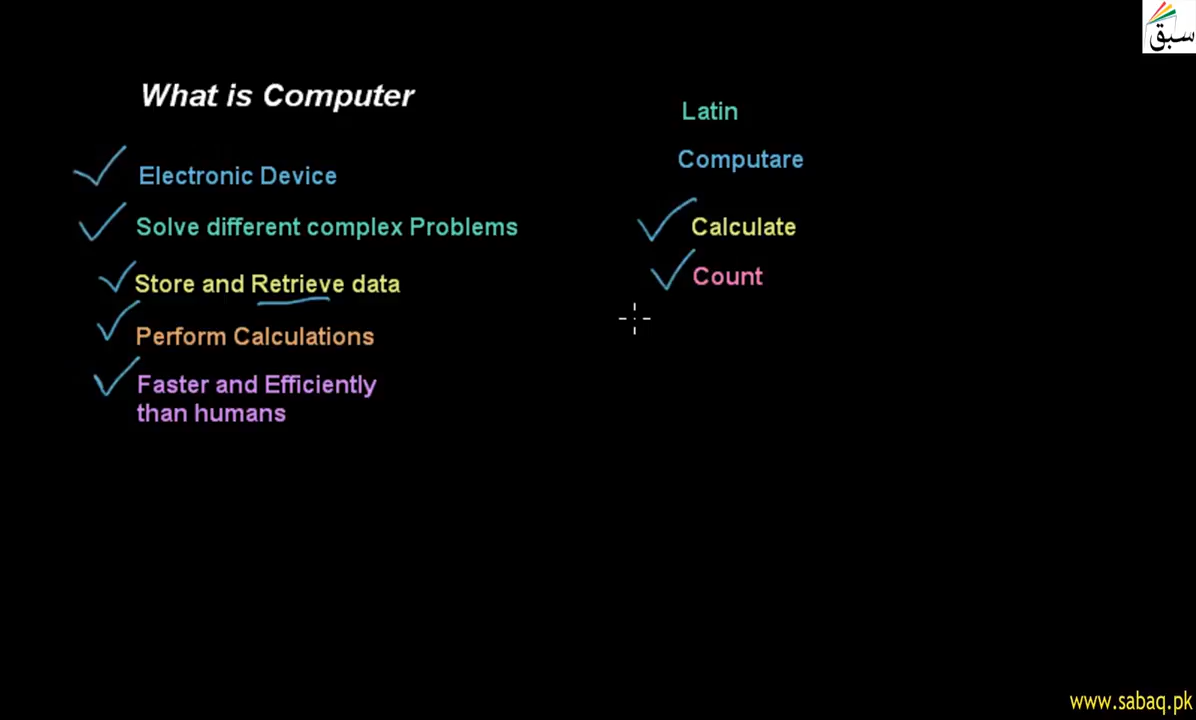 سبق
What is Computer
Electronic Device
Solve different complex Problems
Store and Retrieve data
Perform Calculations
Faster and Efficiently
than humans
Latin
Computare
Calculate
Count
www.sabaq.pk